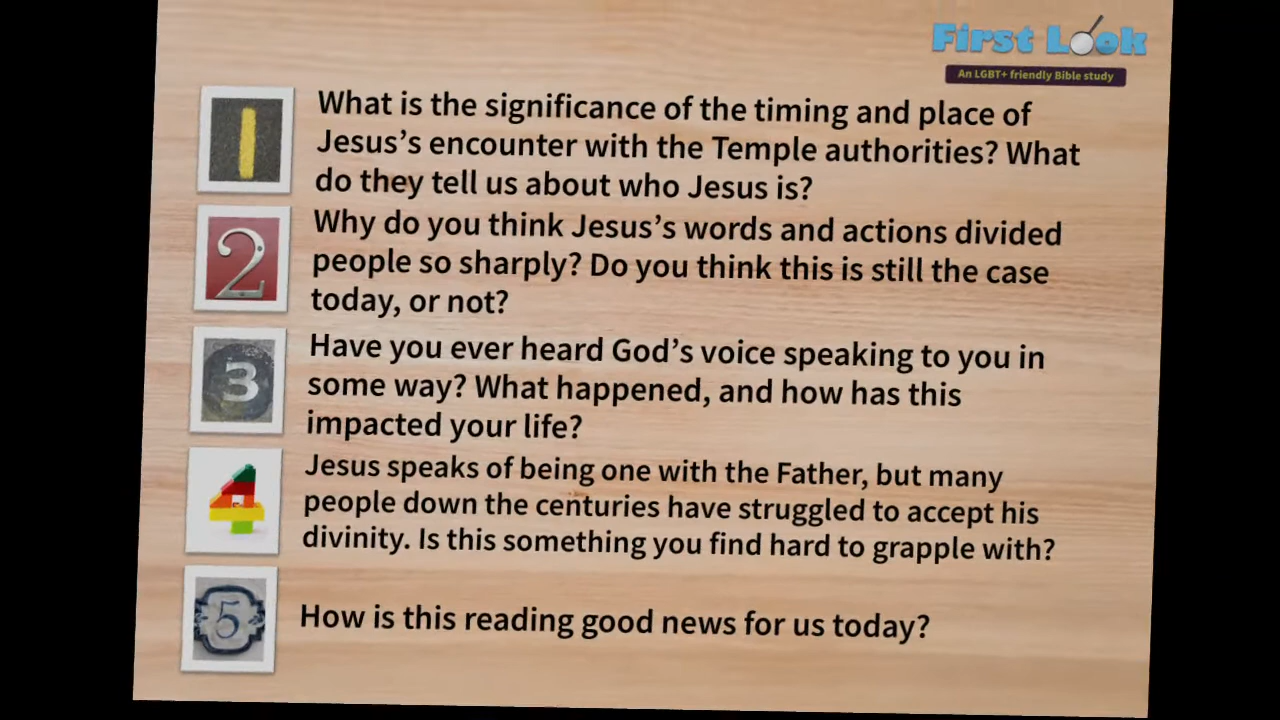 First Look
An LGBT+ friendly Bible study
1
What is the significance of the timing and place of
Jesus’s encounter with the Temple authorities? What
do they tell us about who Jesus is?
2
Why do you think Jesus’s words and actions divided
people so sharply? Do you think this is still the case
today, or not?
3
Have you ever heard God’s voice speaking to you in
some way? What happened, and how has this
impacted your life?
4
Jesus speaks of being one with the Father, but many
people down the centuries have struggled to accept his
divinity. Is this something you find hard to grapple with?
5
How is this reading good news for us today?